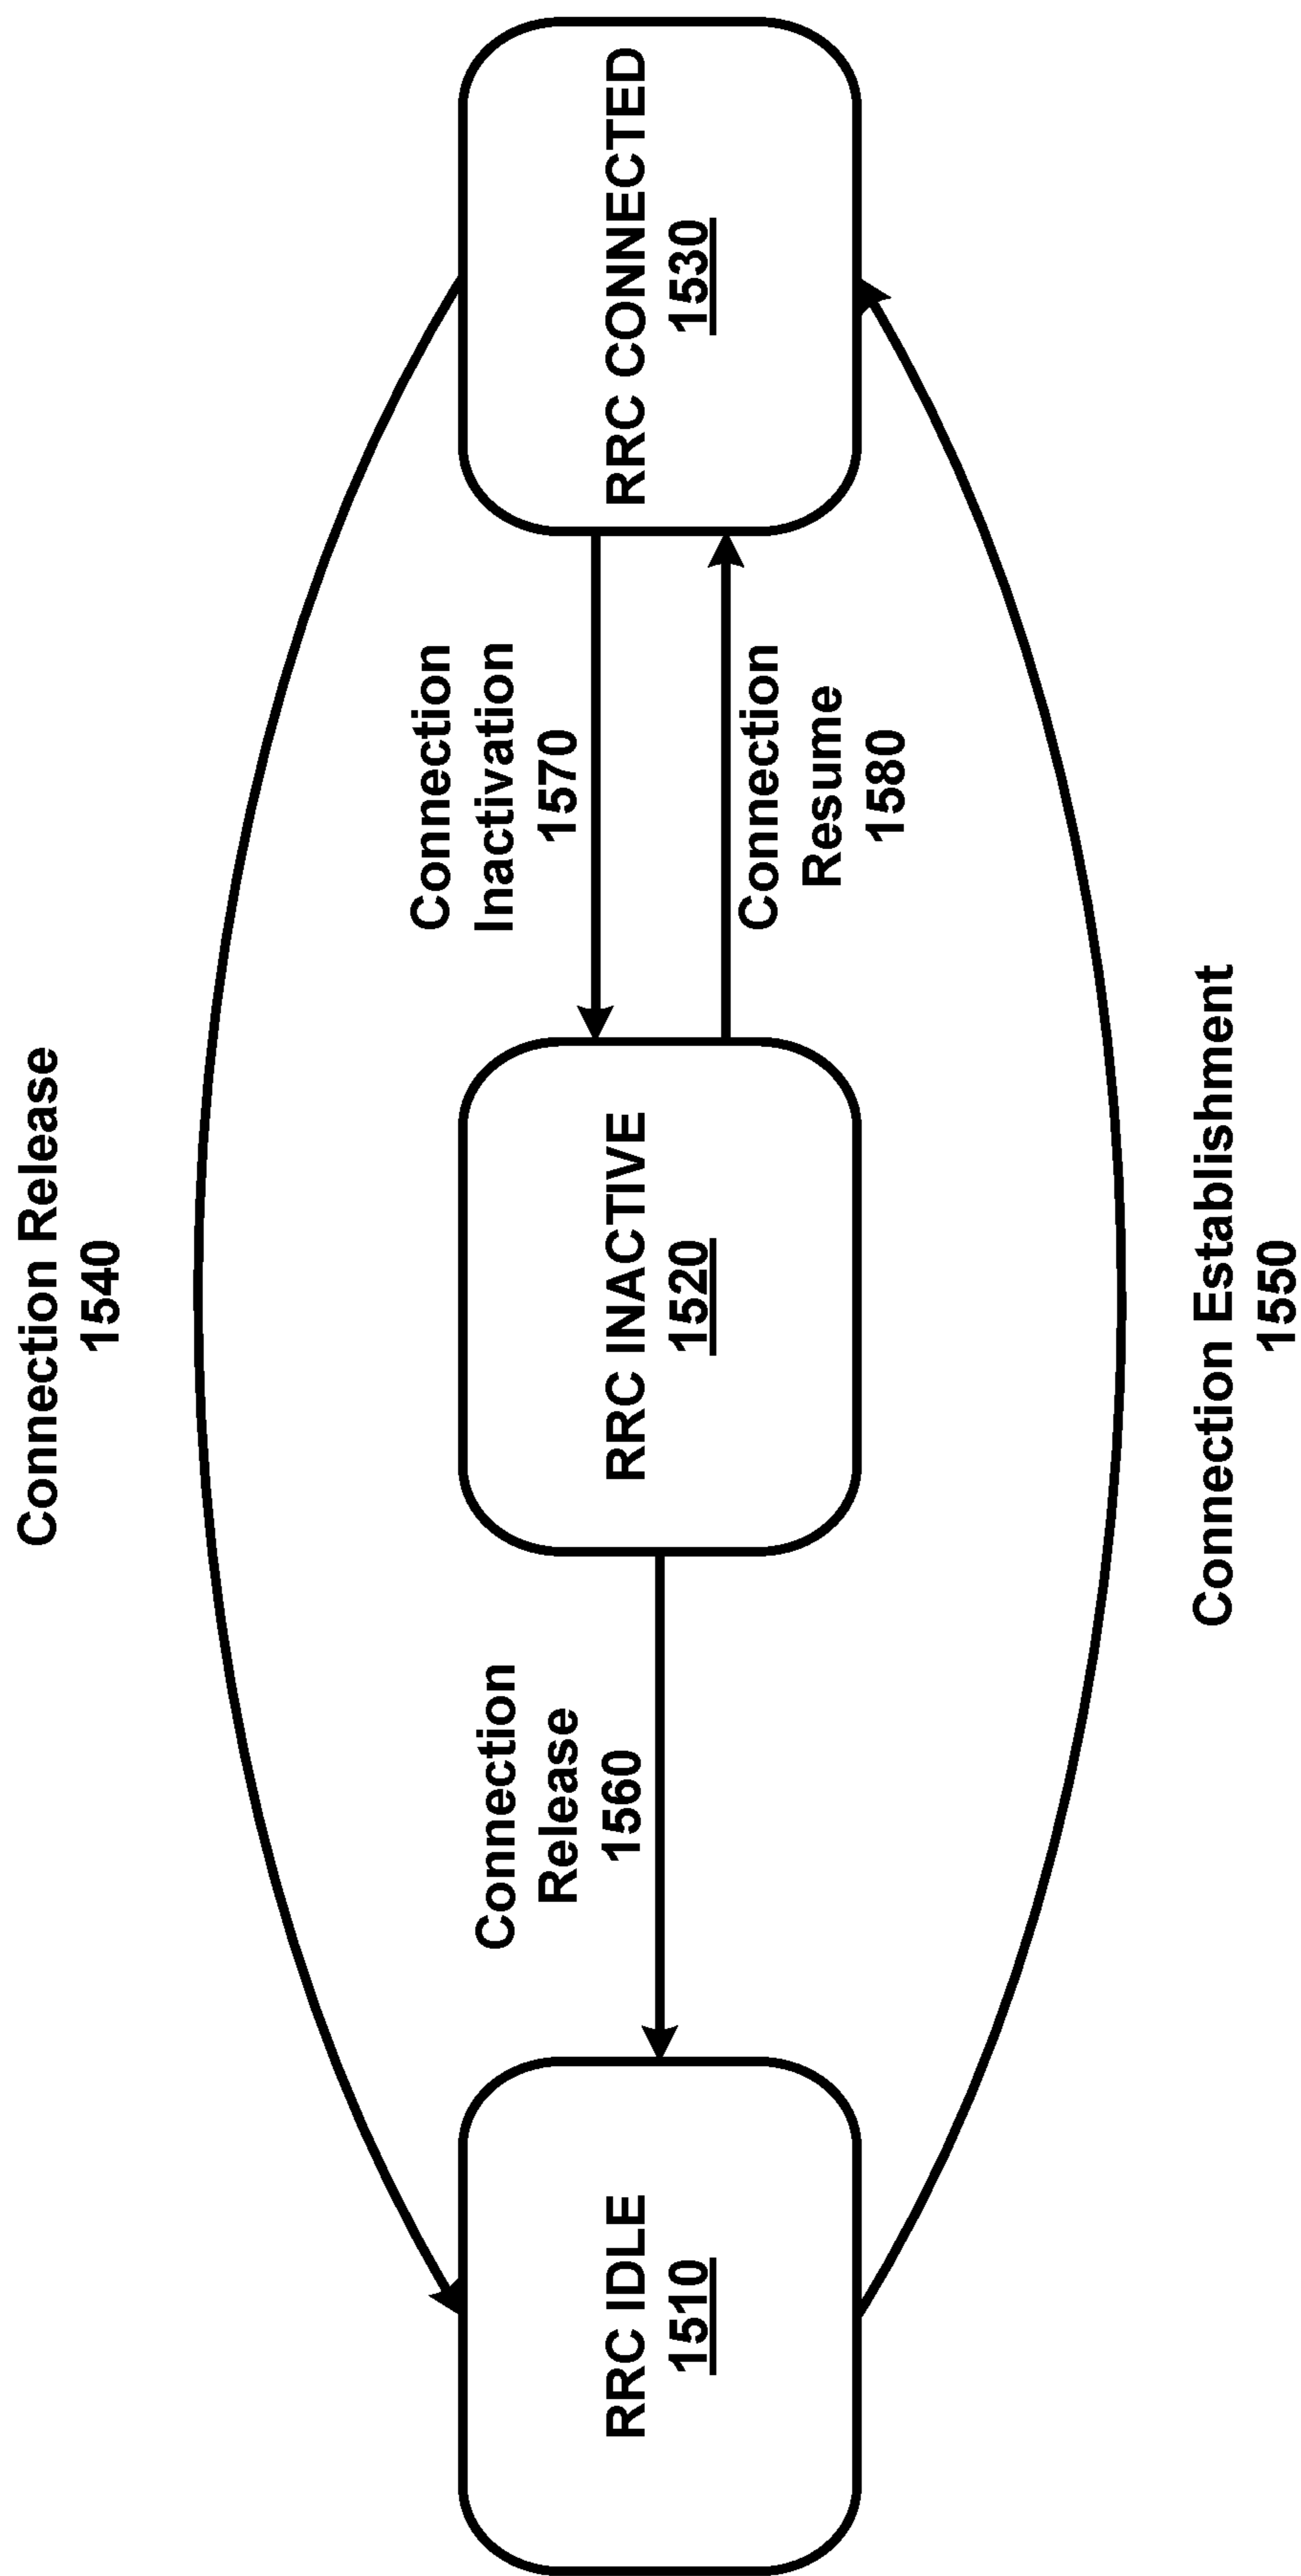 Connection Release
1540
RRC IDLE
1510
Connection
Release
1560
RRC INACTIVE
1520
Connection
Inactivation
1570
Connection
Resume
1580
RRC CONNECTED
1530
Connection Establishment
1550